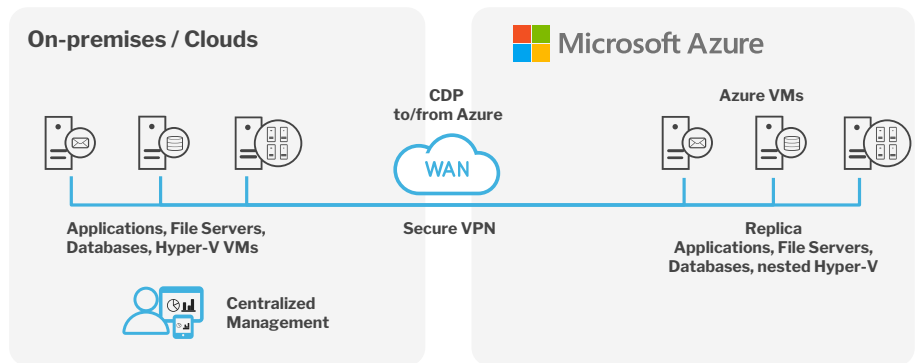 On-premises / Clouds
Microsoft Azure
CDP
to/from Azure
WAN
Azure VMs
Applications, File Servers,
Databases, Hyper-V VMs
Secure VPN
Replica
Applications, File Servers,
Databases, nested Hyper-V
Centralized
Management